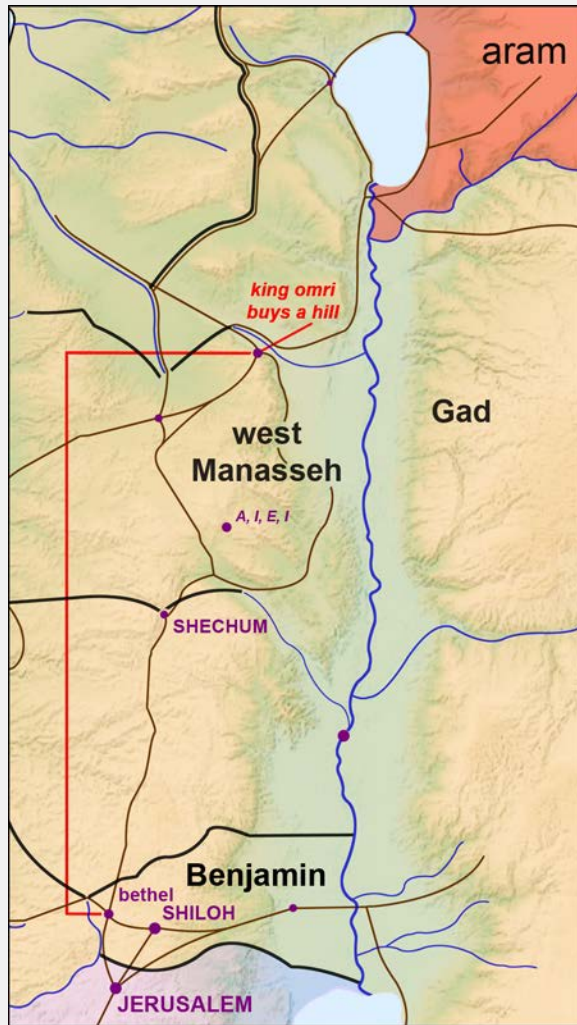 aram
king omri
buys a hill
Gad
west
Manasseh
A, I, E, I
SHECHUM
Benjamin
bethel
SHILOH
JERUSALEM